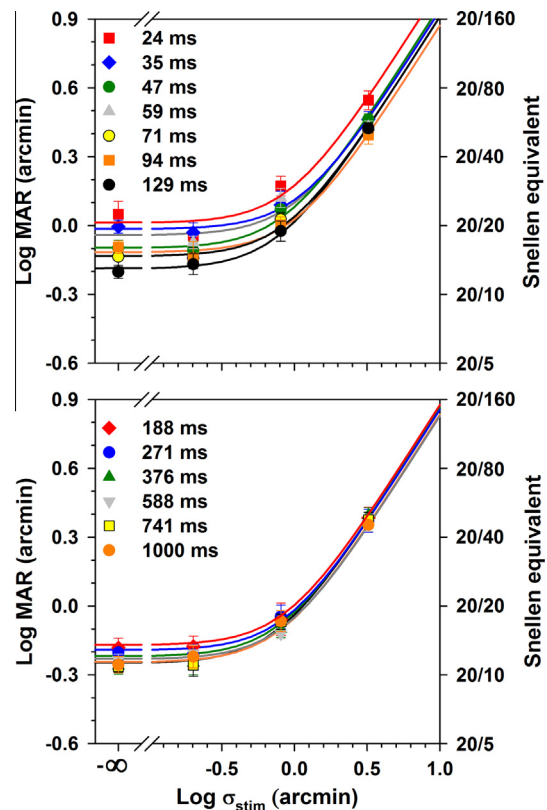 0.9
0.6
0.3
0.0
-0.3
-0.6
Log MAR (arcmin)
24 ms
35 ms
47 ms
59 ms
71 ms
94 ms
129 ms
20/160
20/80
20/40
20/20
20/10
20/5
Snellen equivalent
0.9
0.6
0.3
0.0
-0.3
-0.6
Log MAR (arcmin)
188 ms
271 ms
376 ms
588 ms
741 ms
1000 ms
20/160
20/80
20/40
20/20
20/10
20/5
Snellen equivalent
-∞ -0.5 0.0 0.5 1.0
Log σstim (arcmin)